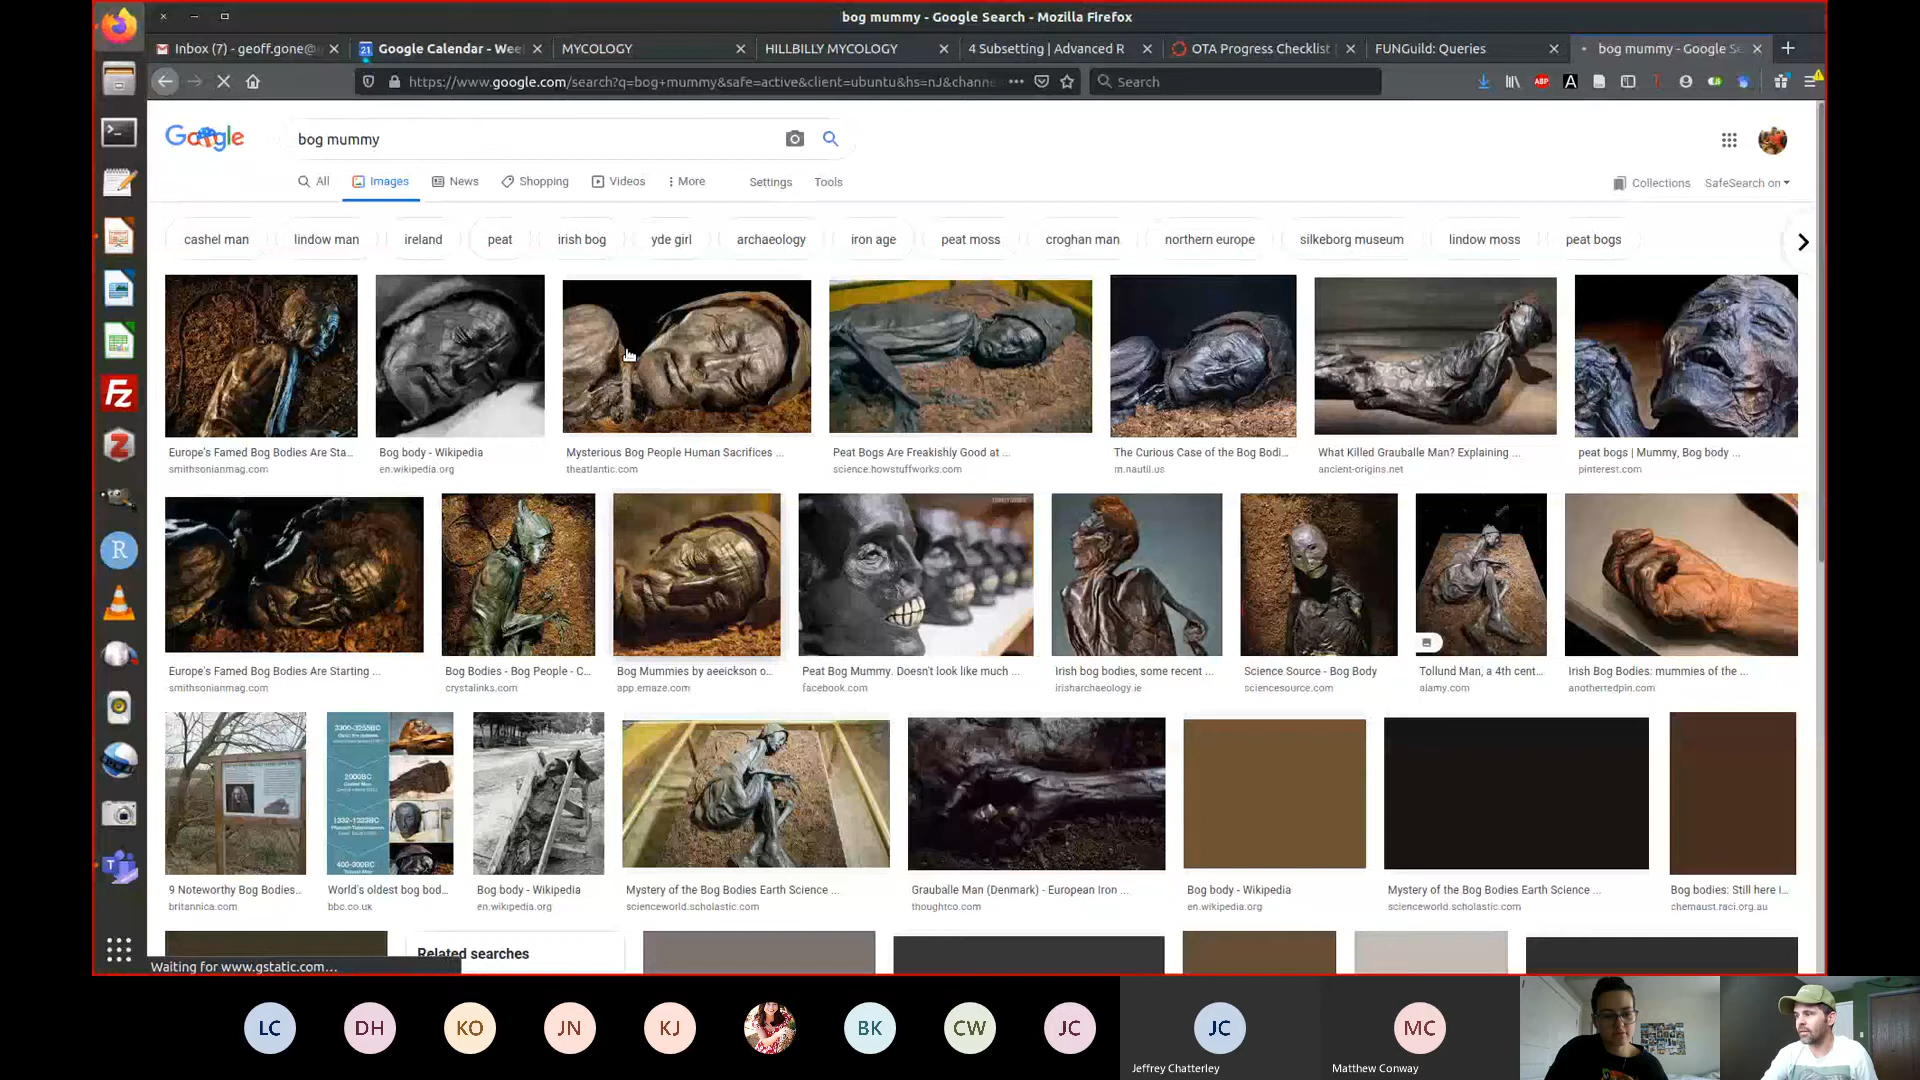 bog mummy - Google Search - Mozilla Firefox
Inbox (7) - geoff.gone@
Google Calendar - Wee
MYCOLOGY
HILLBILLY MYCOLOGY
4 Subsetting | Advanced R
OTA Progress Checklist
FUNGuild: Queries
bog mummy - Google Se
https://www.google.com/search?q=bog+mummy&safe=active&client=ubuntu&hs=nJ&channe
Search
Google
bog mummy
All
Images
News
Shopping
Videos
More
Settings
Tools
Collections
SafeSearch on
cashel man
lindow man
ireland
peat
irish bog
yde girl
archaeology
iron age
peat moss
croghan man
northern europe
silkeborg museum
lindow moss
peat bogs
Europe's Famed Bog Bodies Are Sta...
smithsonianmag.com
Bog body - Wikipedia
en.wikipedia.org
Mysterious Bog People Human Sacrifices ...
theatlantic.com
Peat Bogs Are Freakishly Good at ...
science.howstuffworks.com
The Curious Case of the Bog Bodi...
m.nautil.us
What Killed Grauballe Man? Explaining ...
ancient-origins.net
peat bogs | Mummy, Bog body ...
pinterest.com
Europe's Famed Bog Bodies Are Starting ...
smithsonianmag.com
Bog Bodies - Bog People - C...
crystalinks.com
Bog Mummies by aeeickson o...
app.emaze.com
Peat Bog Mummy. Doesn't look like much ...
facebook.com
Irish bog bodies, some recent ...
irisharchaeology.ie
Science Source - Bog Body
sciencesource.com
Tollund Man, a 4th cent...
alamy.com
Irish Bog Bodies: mummies of the ...
anotherredpin.com
3300-3255BC
2000BC
1332-1323BC
400-300BC
9 Noteworthy Bog Bodies...
britannica.com
World's oldest bog bod...
bbc.co.uk
Bog body - Wikipedia
en.wikipedia.org
Mystery of the Bog Bodies Earth Science ...
scienceworld.scholastic.com
Grauballe Man (Denmark) - European Iron ...
thoughtco.com
Bog body - Wikipedia
en.wikipedia.org
Mystery of the Bog Bodies Earth Science ...
scienceworld.scholastic.com
Bog bodies: Still here i...
chemaust.raci.org.au
Related searches
Waiting for www.gstatic.com...
LC
DH
KO
JN
KJ
BK
CW
JC
JC
MC
Jeffrey Chatterley
Matthew Conway